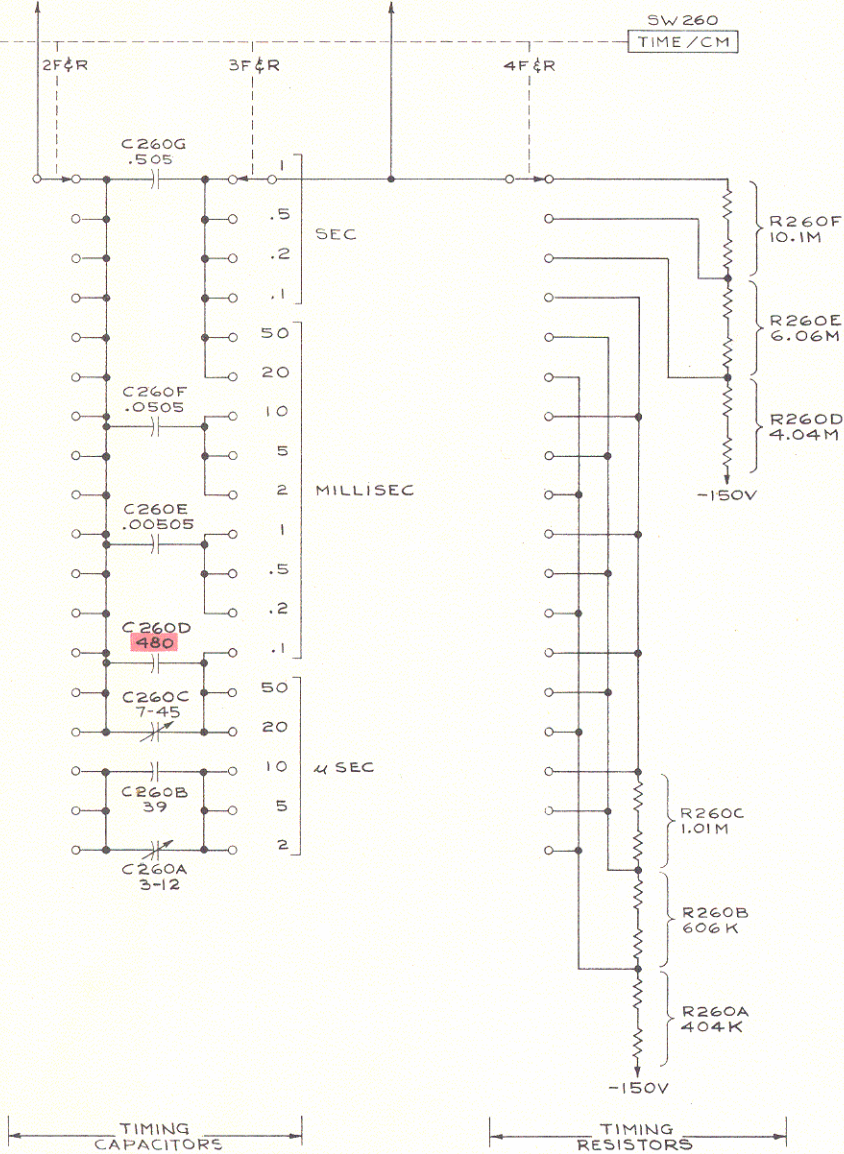 SW 260
TIME/CM
2F&R
3F&R
4F&R
C260G
.505
1
.5
.2
.1
SEC
R260F
10.1M
R260E
6.06M
R260D
4.04M
-150V
50
20
C260F
.0505
10
5
2
MILLISEC
C260E
.00505
1
.5
.2
C260D
480
.1
C260C
7-45
50
20
10
µ SEC
C260B
39
5
2
C260A
3-12
R260C
1.01M
R260B
606K
R260A
404K
-150V
TIMING
CAPACITORS
TIMING
RESISTORS